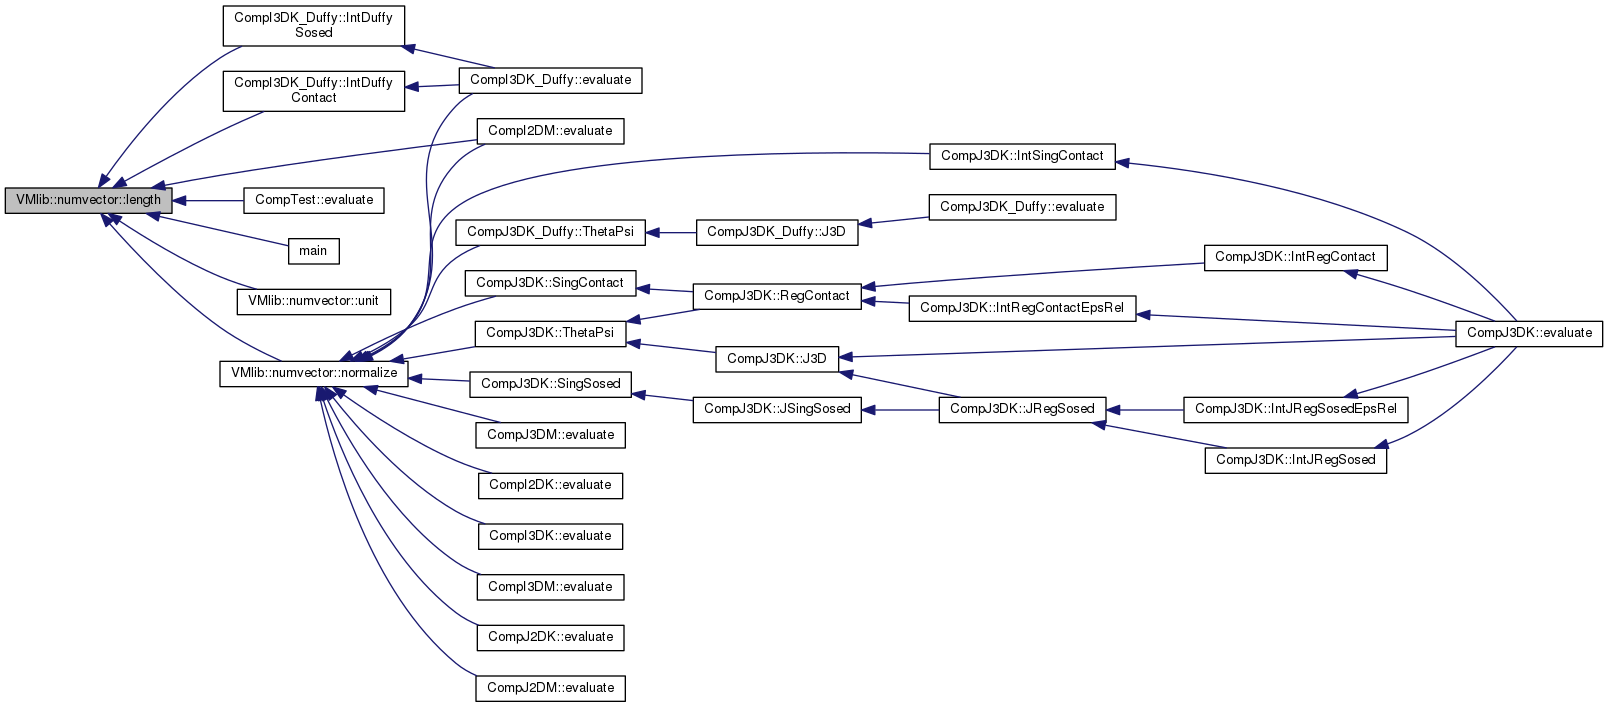 CompI3DK_Duffy::IntDuffy
Sosed
CompI3DK_Duffy::evaluate
CompI3DK_Duffy::IntDuffy
Contact
CompI2DM::evaluate
CompJ3DK::IntSingContact
VMlib::numvector::length
CompTest::evaluate
CompJ3DK_Duffy::evaluate
CompJ3DK_Duffy::ThetaPsi
CompJ3DK_Duffy::J3D
main
CompJ3DK::IntRegContact
CompJ3DK::SingContact
CompJ3DK::RegContact
VMlib::numvector::unit
CompJ3DK::IntRegContactEpsRel
CompJ3DK::ThetaPsi
CompJ3DK::evaluate
CompJ3DK::J3D
VMlib::numvector::normalize
CompJ3DK::SingSosed
CompJ3DK::JSingSosed
CompJ3DK::JRegSosed
CompJ3DK::IntJRegSosedEpsRel
CompJ3DM::evaluate
CompJ3DK::IntJRegSosed
CompI2DK::evaluate
CompI3DK::evaluate
CompI3DM::evaluate
CompJ2DK::evaluate
CompJ2DM::evaluate